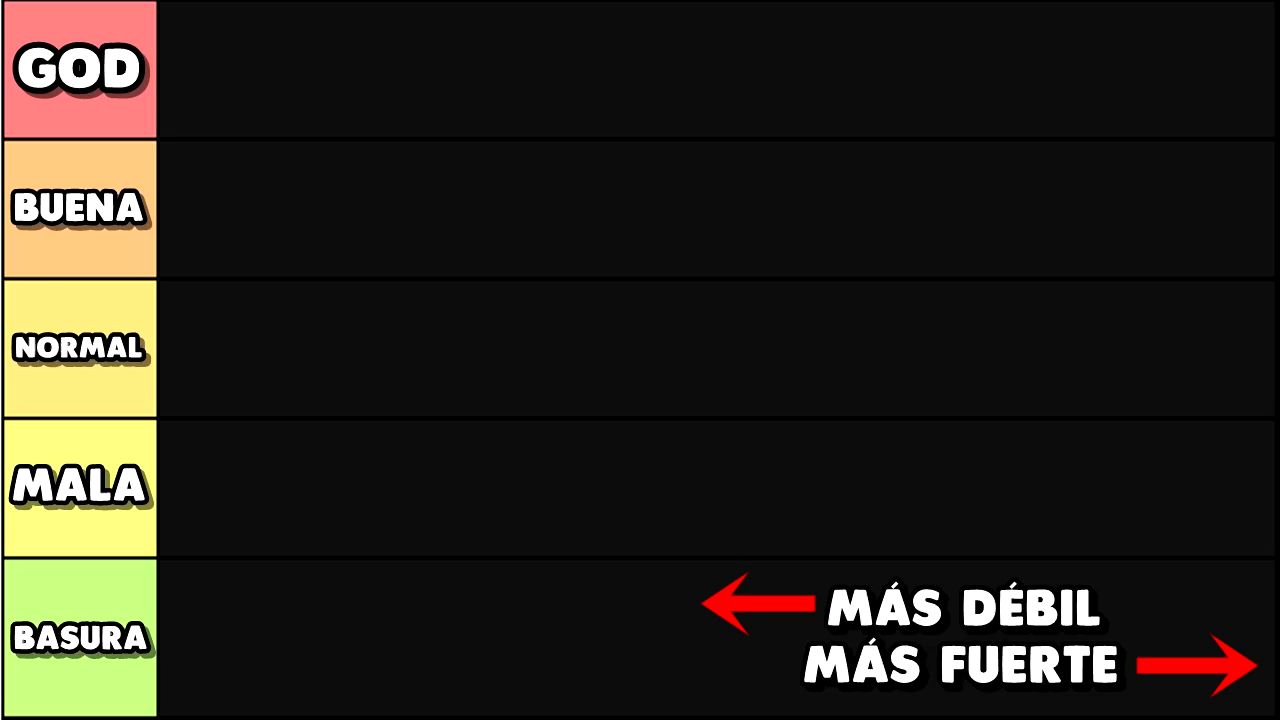 GOD
BUENA
NORMAL
MALA
BASURA
MÁS DÉBIL
MÁS FUERTE